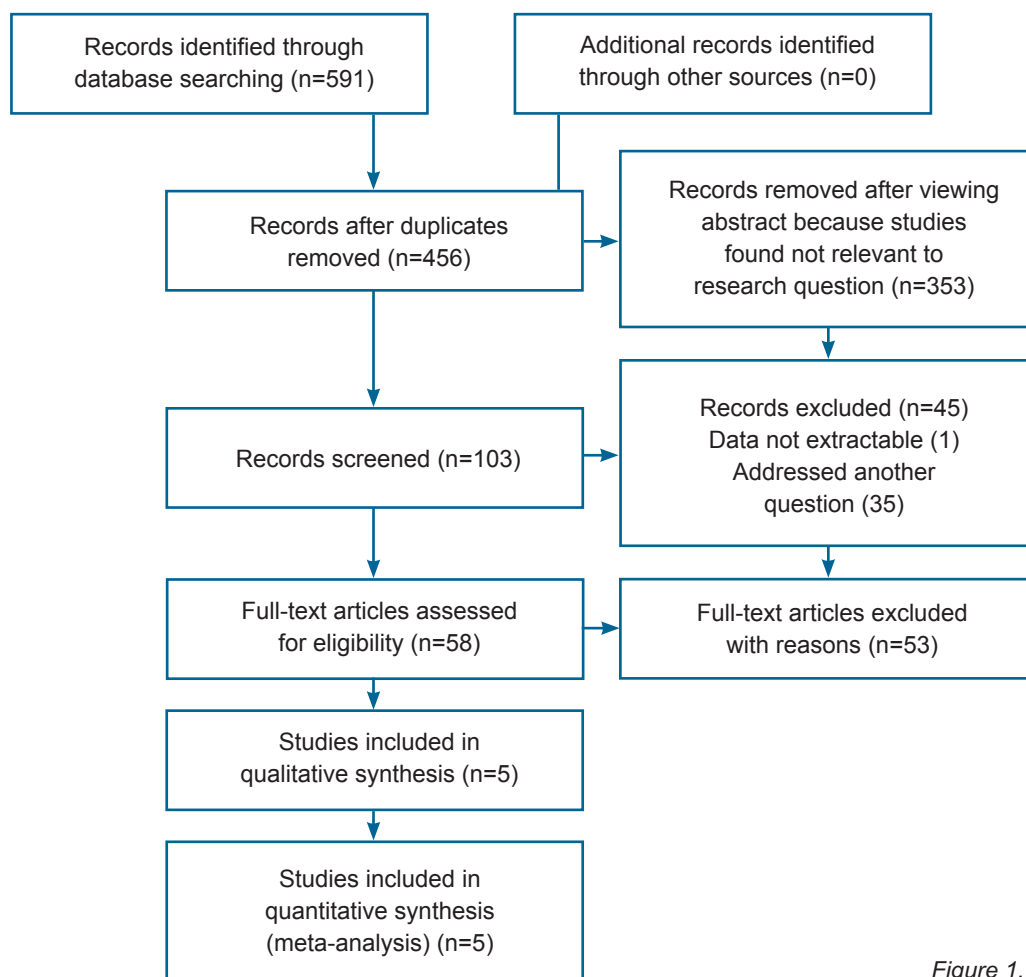 Records identified through
database searching (n=591)
Additional records identified
through other sources (n=0)
Records after duplicates
removed (n=456)
Records removed after viewing
abstract because studies
found not relevant to
research question (n=353)
Records screened (n=103)
Records excluded (n=45)
Data not extractable (1)
Addressed another
question (35)
Full-text articles assessed
for eligibility (n=58)
Full-text articles excluded
with reasons (n=53)
Studies included in
qualitative synthesis (n=5)
Studies included in
quantitative synthesis
(meta-analysis) (n=5)
Figure 1.